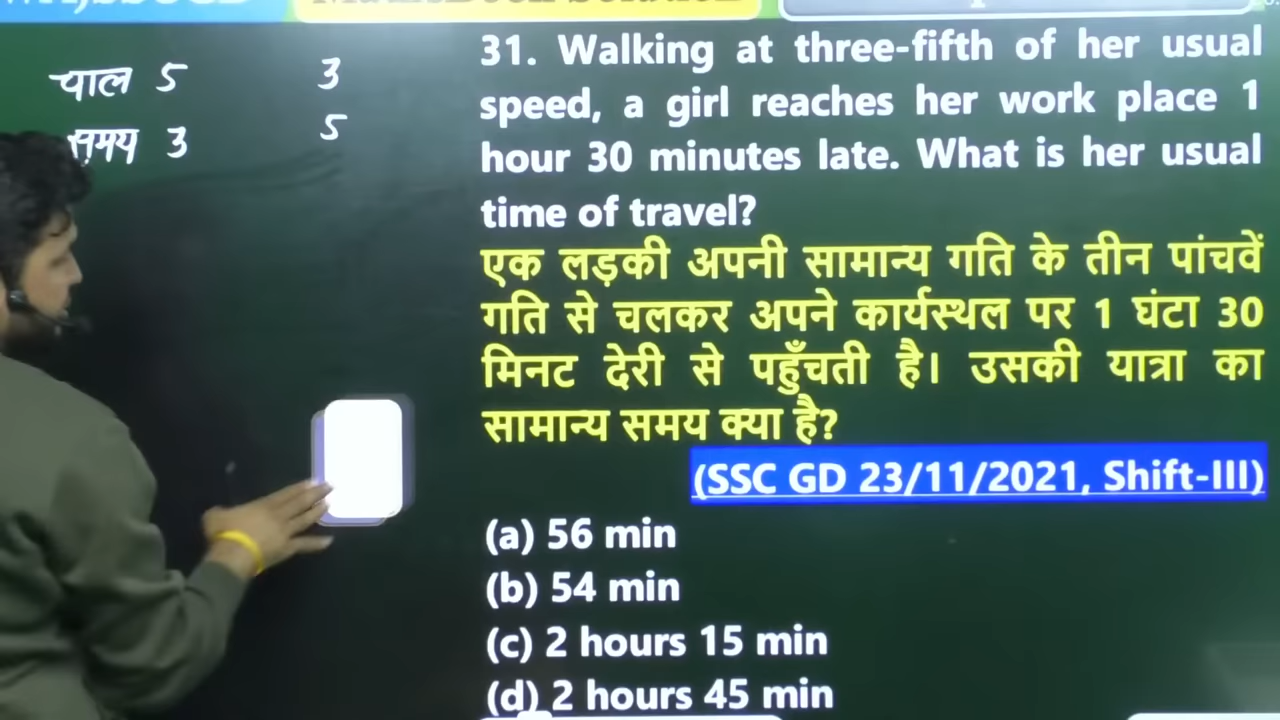 चाल 5 3
समय 3 5
31. Walking at three-fifth of her usual
speed, a girl reaches her work place 1
hour 30 minutes late. What is her usual
time of travel?
एक लड़की अपनी सामान्य गति के तीन पांचवें
गति से चलकर अपने कार्यस्थल पर 1 घंटा 30
मिनट देरी से पहुँचती है। उसकी यात्रा का
सामान्य समय क्या है?
(SSC GD 23/11/2021, Shift-III)
(a) 56 min
(b) 54 min
(c) 2 hours 15 min
(d) 2 hours 45 min